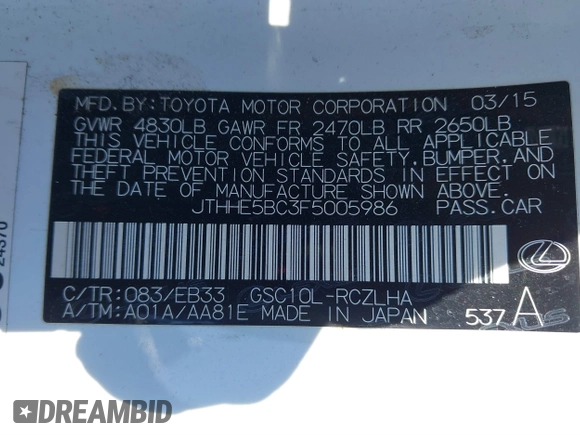 MFD.BY:TOYOTA MOTOR CORPORATION 03/15
GVWR 4830LB GAWR FR 2470LB RR 2650LB
THIS VEHICLE CONFORMS TO ALL APPLICABLE
FEDERAL MOTOR VEHICLE SAFETY, BUMPER, AND
THEFT PREVENTION STANDARDS IN EFFECT ON
THE DATE OF MANUFACTURE SHOWN ABOVE.
JTHHE5BC3F5005986 PASS.CAR
C/TR:083/EB33 GSC10L-RCZLHA
A/TM:A01A/AA81E MADE IN JAPAN 537 A
24370
DREAMBID